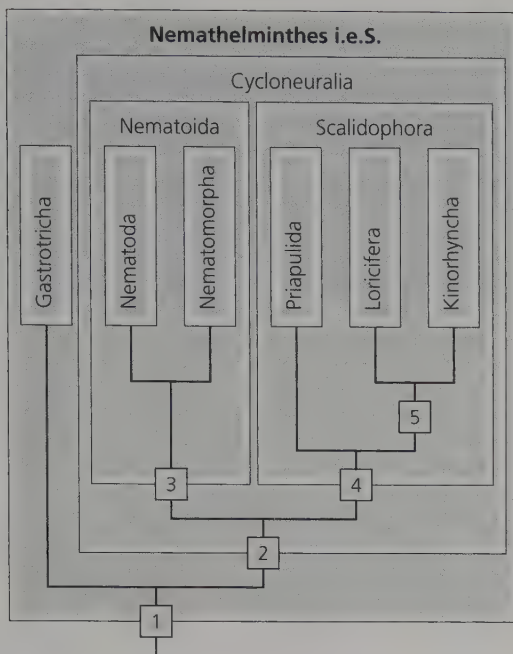 Nemathelminthes i.e.S.
Cycloneuralia
Nematoida
Scalidophora
Gastrotricha
Nematoda
Nematomorpha
Priapulida
Loricifera
Kinorhyncha
5
3
4
2
1